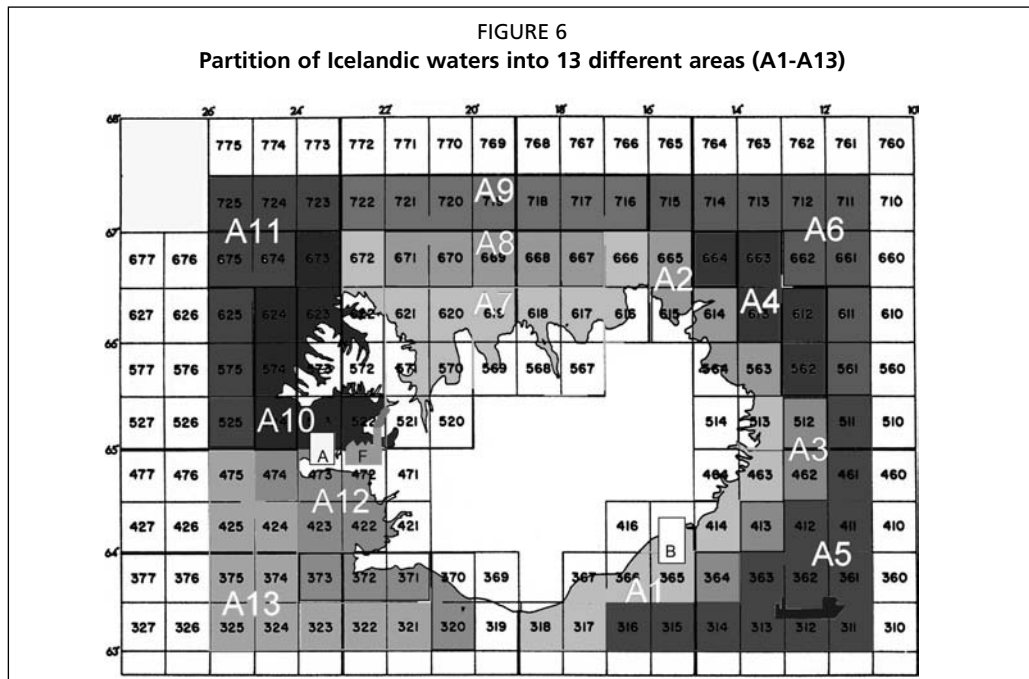 FIGURE 6
Partition of Icelandic waters into 13 different areas (A1-A13)
26° 24° 22° 20° 18° 16° 14° 12° 10°
68°
775 774 773 772 771 770 769 768 767 766 765 764 763 762 761 760
A9
725 724 723 722 721 720 718 717 716 715 714 713 712 711 710
67°
A11 A8 A6
677 676 675 674 673 672 671 670 669 668 667 666 665 664 663 662 661 660
A2
A7 A4
627 626 625 624 623 622 621 620 619 618 617 616 615 614 613 612 611 610
66°
577 576 575 574 573 572 571 570 569 568 567 564 563 562 561 560
527 526 525 A10 522 521 520 514 513 512 511 510
A F
65°
A3
477 476 475 474 473 472 471 464 463 462 461 460
A12
427 426 425 424 423 422 421 416 414 413 412 411 410
B
64°
A5
377 376 375 374 373 372 371 370 369 367 366 365 364 363 362 361 360
A13 A1
327 326 325 324 323 322 321 320 319 318 317 316 315 314 313 312 311 310
63°